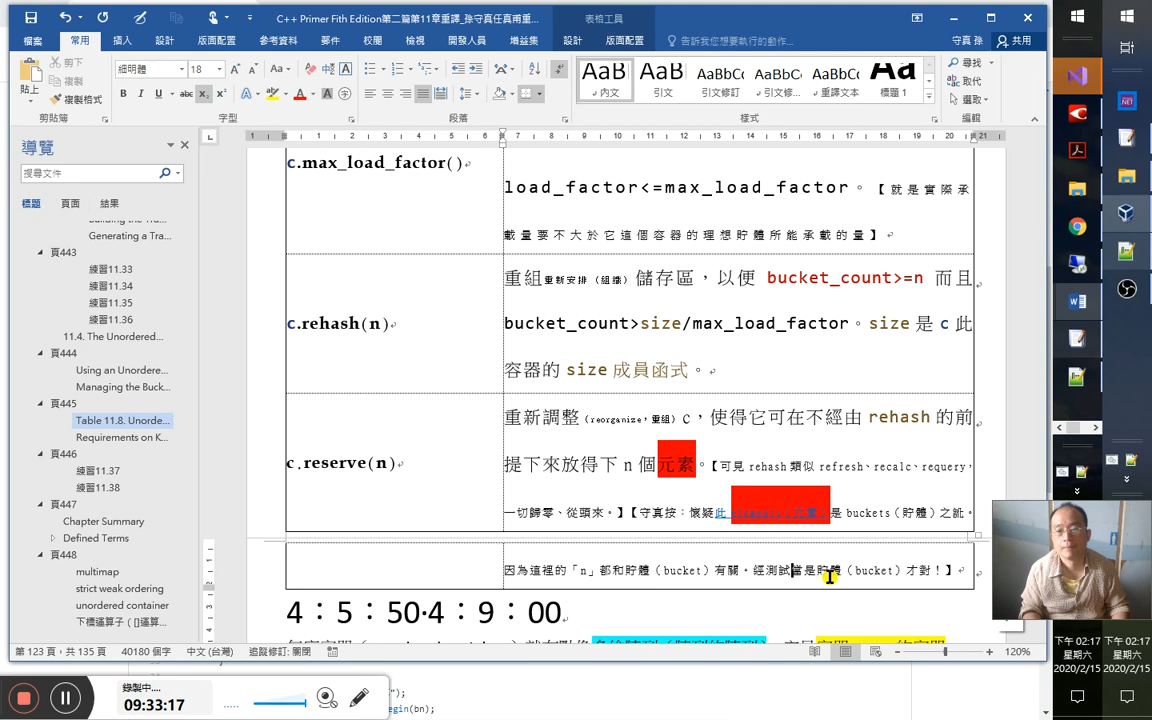 C++ Primer Fith Edition第二篇第11章重譯_孫守真任真甫重...
表格工具
檔案 常用 插入 設計 版面配置 參考資料 郵件 校閱 檢視 開發人員 增益集 設計 版面配置 告訴我您想要執行的動作... 守真 孫 共用
貼上 剪下 複製 複製格式
細明體 18
AaBb AaBb AaBbCc AaBbCc AaBbCc Aa
內文 引文 引文修訂 引文修... 重譯文本 標題 1
尋找 取代 選取
剪貼簿 字型 段落 樣式 編輯
導覽
搜尋文件
標題 頁面 結果
Building the Tra...
Generating a Tra...
頁443
練習11.33
練習11.34
練習11.35
練習11.36
11.4. The Unordered...
頁444
Using an Unordere...
Managing the Buck...
頁445
Table 11.8. Unorde...
Requirements on K...
頁446
練習11.37
練習11.38
頁447
Chapter Summary
Defined Terms
頁448
multimap
strict weak ordering
unordered container
下標運算子（[]運算...
c.max_load_factor()
load_factor<=max_load_factor。【就是實際承
載量要不大於它這個容器的理想貯體所能承載的量】
c.rehash(n)
重組重新安排（組織）儲存區，以便 bucket_count>=n 而且
bucket_count>size/max_load_factor。size 是 c 此
容器的 size 成員函式。
c.reserve(n)
重新調整（reorganize，重組）c，使得它可在不經由 rehash 的前
提下來放得下 n 個元素。【可見 rehash 類似 refresh、recalc、requery，
一切歸零、從頭來。】【守真按：懷疑此 是 buckets（貯體）之訛。
因為這裡的「n」都和貯體（bucket）有關。經測試當是貯體（bucket）才對！】
4：5：50·4：9：00
第 123 頁，共 135 頁 40180 個字 中文 (台灣) 追蹤修訂: 關閉 120%
錄製中....
09:33:17
下午 02:17
星期六
2020/2/15
下午 02:17
星期六
2020/2/15